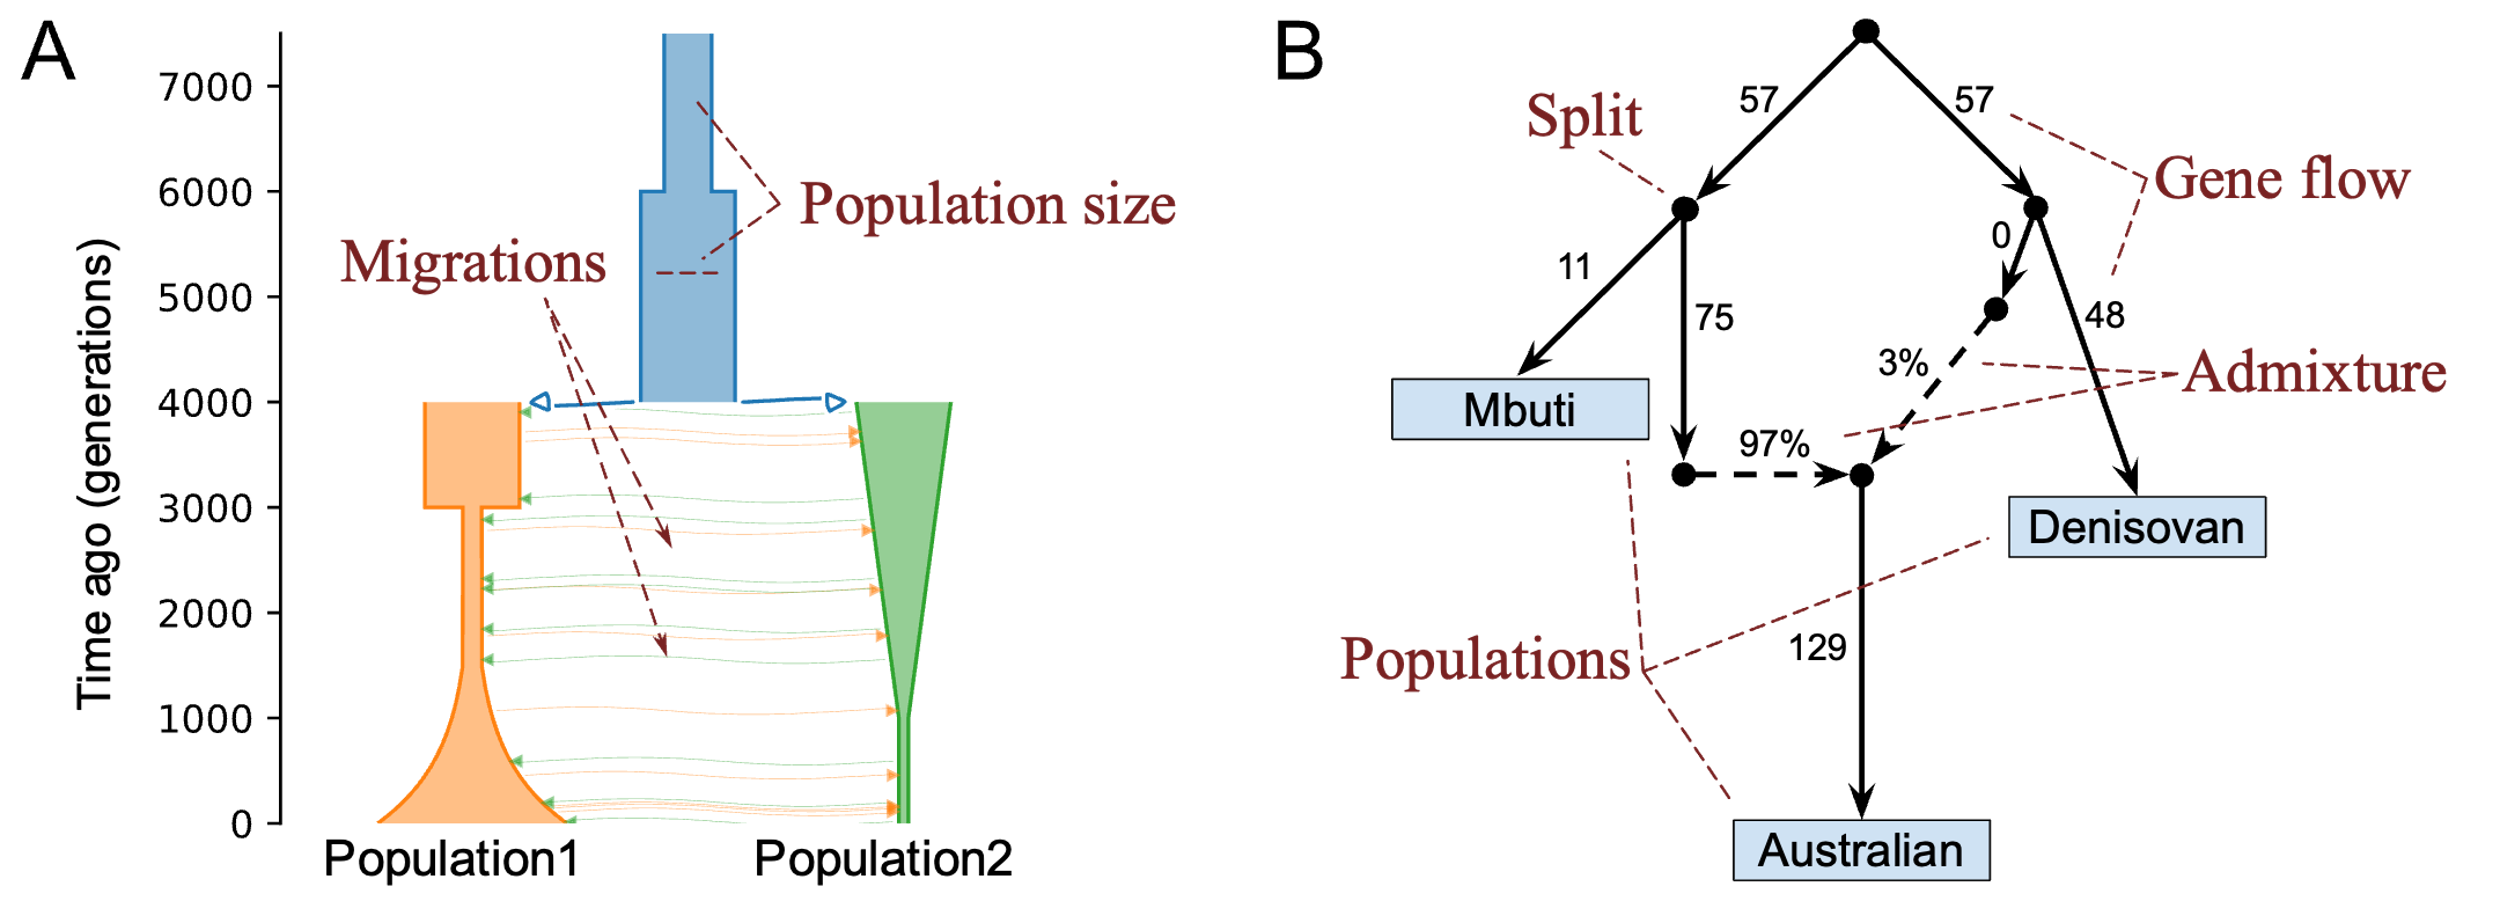 A
7000
6000
5000
4000
3000
2000
1000
0
Time ago (generations)
Population size
Migrations
Population1
Population2
B
57
57
Split
Gene flow
0
11
75
48
3%
Admixture
Mbuti
97%
Denisovan
Populations
129
Australian